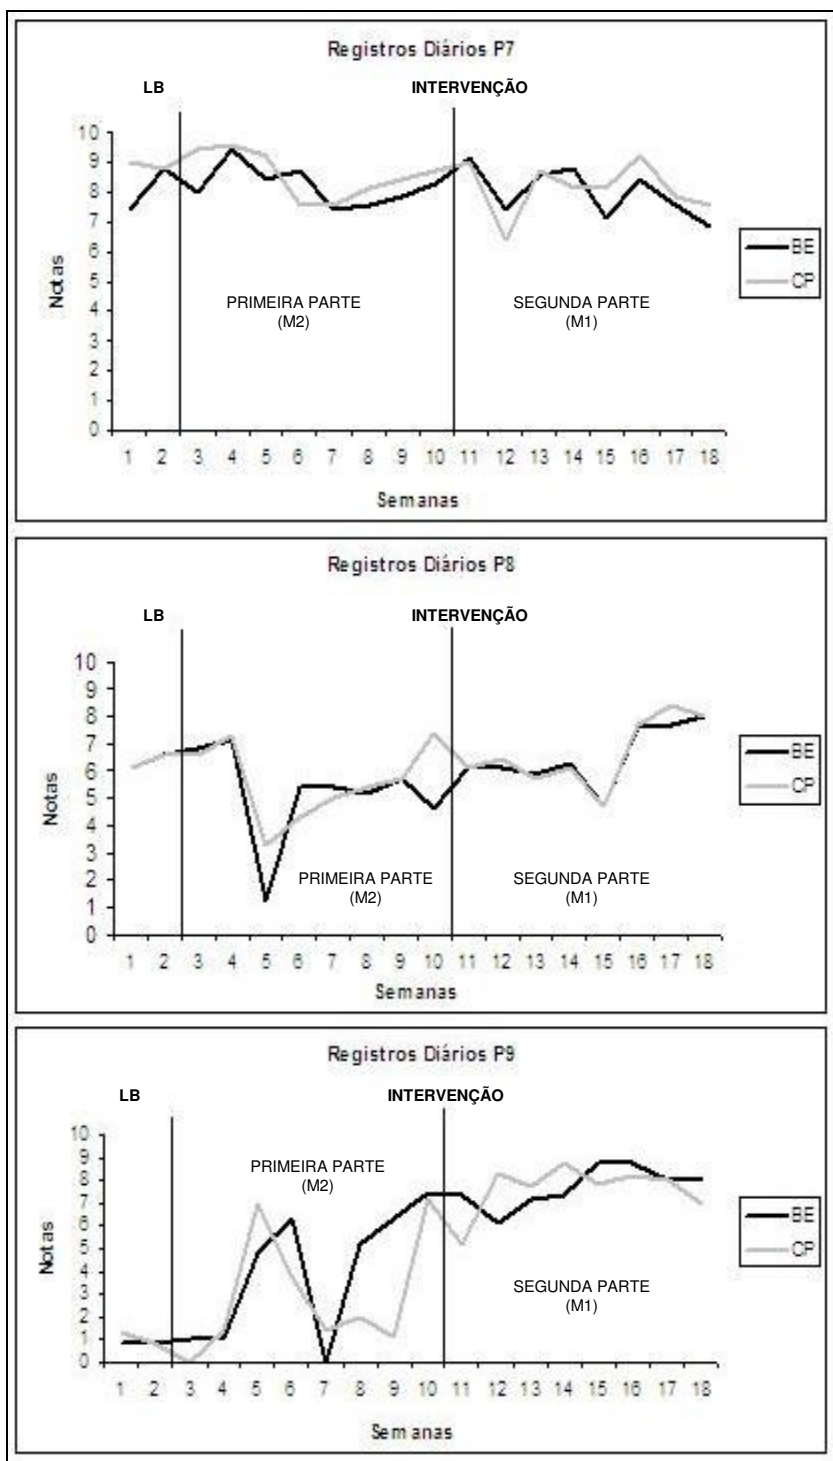 Registros Diários P7
LB INTERVENÇÃO
10
9
8
7
6
5
4
3
2
1
0
Notas
PRIMEIRA PARTE
(M2)
SEGUNDA PARTE
(M1)
BE
CP
1 2 3 4 5 6 7 8 9 10 11 12 13 14 15 16 17 18
Semanas
Registros Diários P8
LB INTERVENÇÃO
10
9
8
7
6
5
4
3
2
1
0
Notas
PRIMEIRA PARTE
(M2)
SEGUNDA PARTE
(M1)
BE
CP
1 2 3 4 5 6 7 8 9 10 11 12 13 14 15 16 17 18
Semanas
Registros Diários P9
LB INTERVENÇÃO
10
9
8
7
6
5
4
3
2
1
0
Notas
PRIMEIRA PARTE
(M2)
SEGUNDA PARTE
(M1)
BE
CP
1 2 3 4 5 6 7 8 9 10 11 12 13 14 15 16 17 18
Semanas